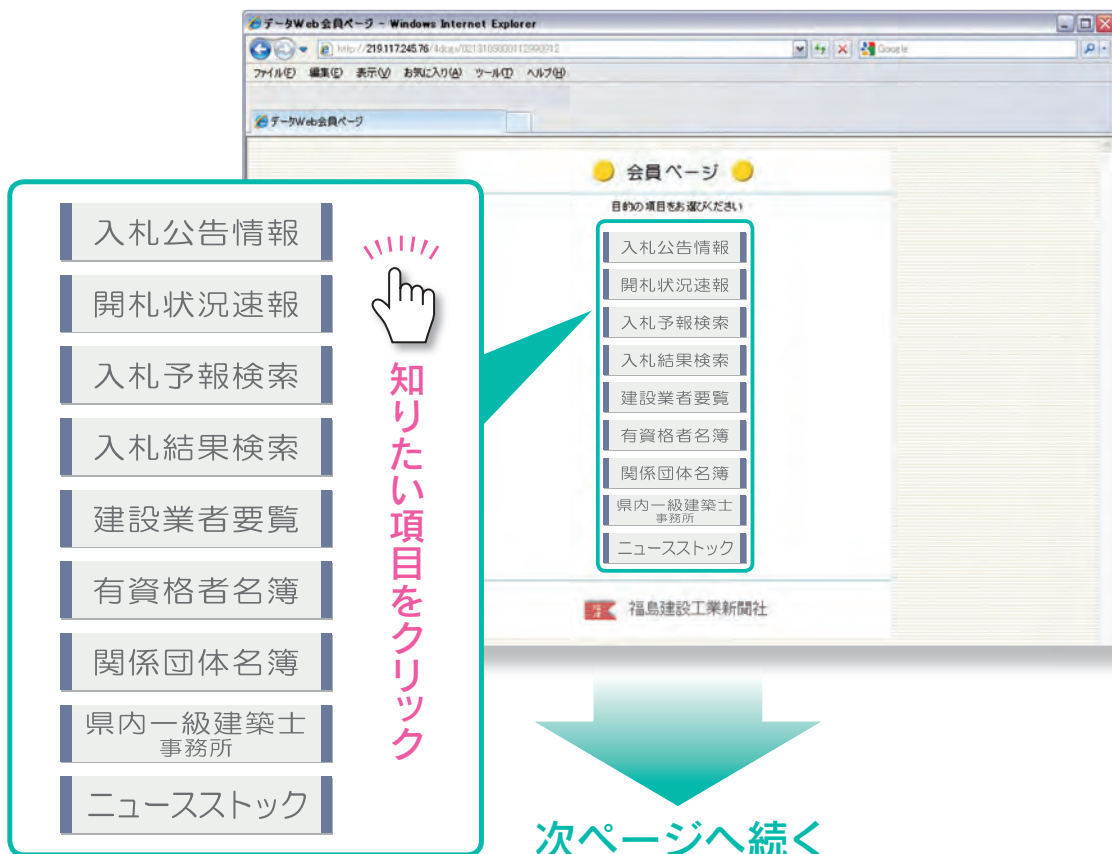 データWeb会員ページ - Windows Internet Explorer
Google
ファイル(F) 編集(E) 表示(V) お気に入り(A) ツール(T) ヘルプ(H)
データWeb会員ページ
会員ページ
目的の項目をお選びください
入札公告情報
開札状況速報
入札予報検索
入札結果検索
建設業者要覧
有資格者名簿
関係団体名簿
県内一級建築士
事務所
ニュースストック
福島建設工業新聞社
入札公告情報
開札状況速報
入札予報検索
入札結果検索
建設業者要覧
有資格者名簿
関係団体名簿
県内一級建築士
事務所
ニュースストック
知りたい項目をクリック
次ページへ続く